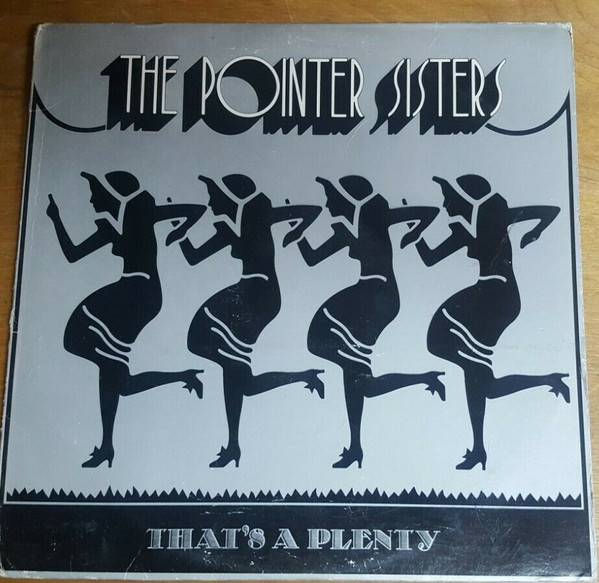 THE POINTER SISTERS
THAT'S A PLENTY